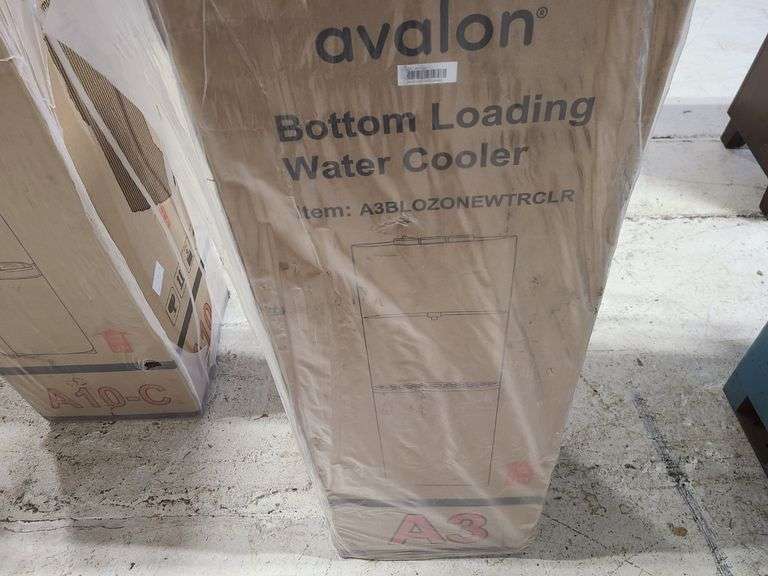 avalon®
Bottom Loading
Water Cooler
Item: A3BLOZONEWTRCLR
A3
A10-C